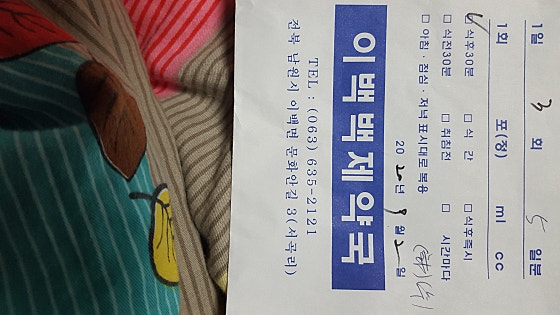 1일 3 회 5 일분
1회 포(정) ml cc
☑ 식후30분 □ 식 간 □ 식후즉시
□ 식전30분 □ 취침전 □ 시간마다
□ 아침 · 점심 · 저녁 표시대로 복용
20 20 년 9 월 2 일
이백백제약국
TEL : (063) 635-2121
전북 남원시 이백면 문화안길 3(서곡리)